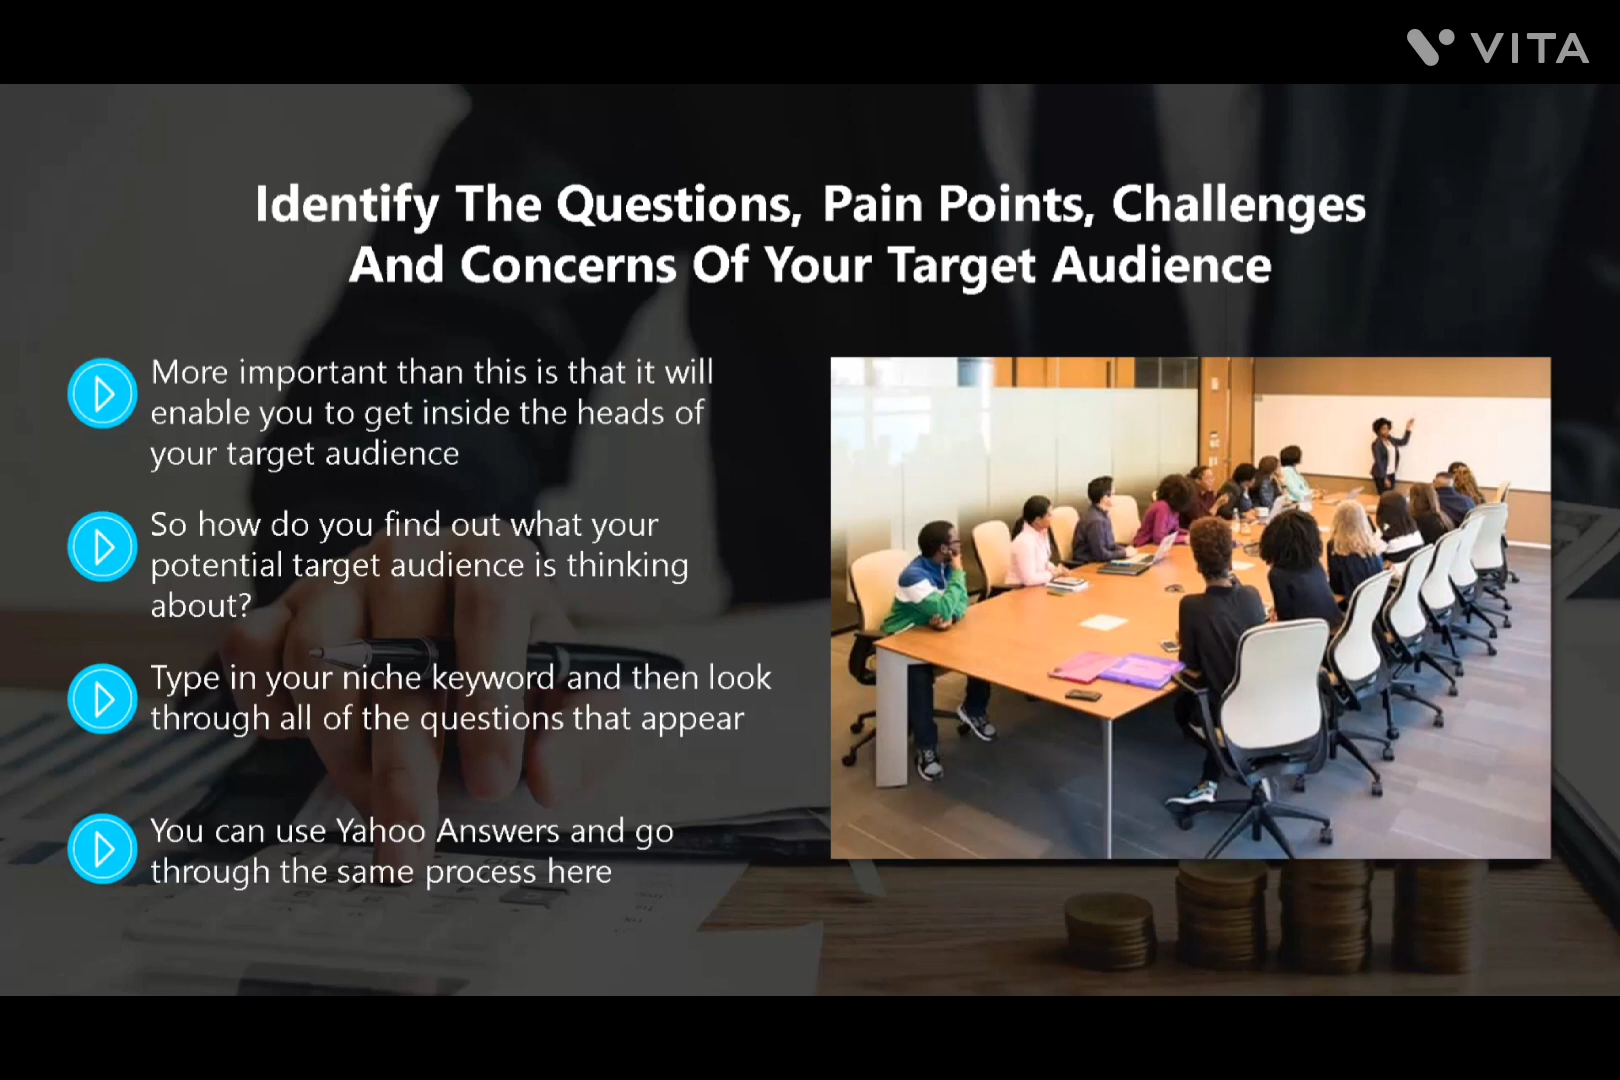 VITA
Identify The Questions, Pain Points, Challenges
And Concerns Of Your Target Audience
More important than this is that it will
enable you to get inside the heads of
your target audience
So how do you find out what your
potential target audience is thinking
about?
Type in your niche keyword and then look
through all of the questions that appear
You can use Yahoo Answers and go
through the same process here